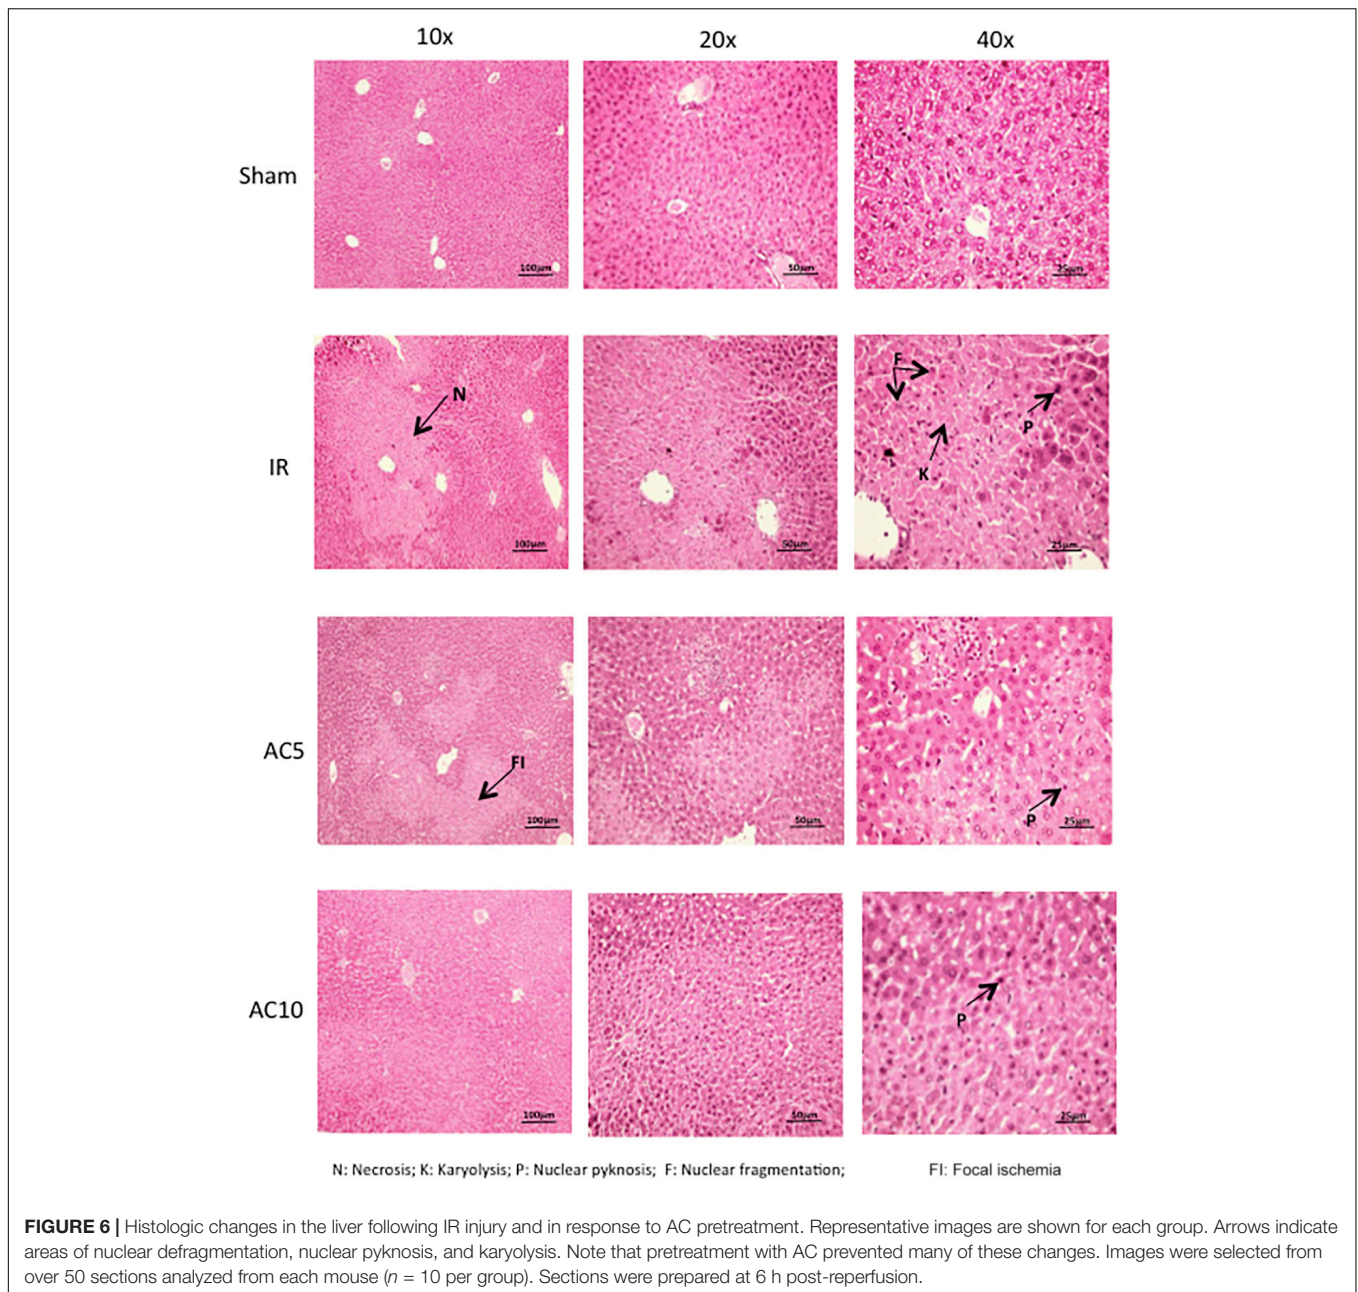 10x 20x 40x
Sham
100µm 50µm 25µm
IR
N
F
P
K
100µm 50µm 25µm
AC5
FI
P
100µm 50µm 25µm
AC10
P
100µm 50µm 25µm
N: Necrosis; K: Karyolysis; P: Nuclear pyknosis; F: Nuclear fragmentation; FI: Focal ischemia
FIGURE 6 | Histologic changes in the liver following IR injury and in response to AC pretreatment. Representative images are shown for each group. Arrows indicate
areas of nuclear defragmentation, nuclear pyknosis, and karyolysis. Note that pretreatment with AC prevented many of these changes. Images were selected from
over 50 sections analyzed from each mouse (n = 10 per group). Sections were prepared at 6 h post-reperfusion.